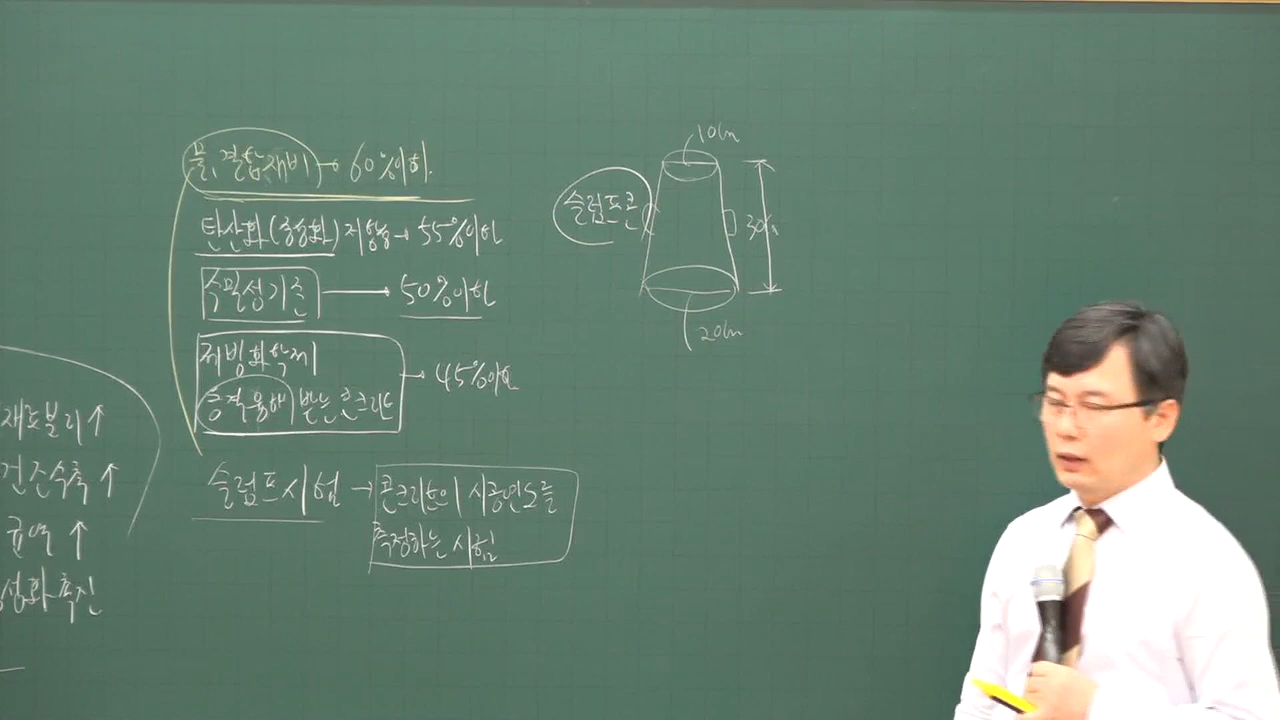 물.결합재비 → 60%이하.
탄산화(중성화) 저항용 → 55%이하
수밀성기준 → 50%이하
제빙화학제
동결융해 받는 콘크리트 → 45%이하
슬럼프시험 → 콘크리트의 시공연도를
측정하는 시험
슬럼프콘
10cm
30cm
20cm
재료분리↑
건조수축↑
균열↑
성화촉진